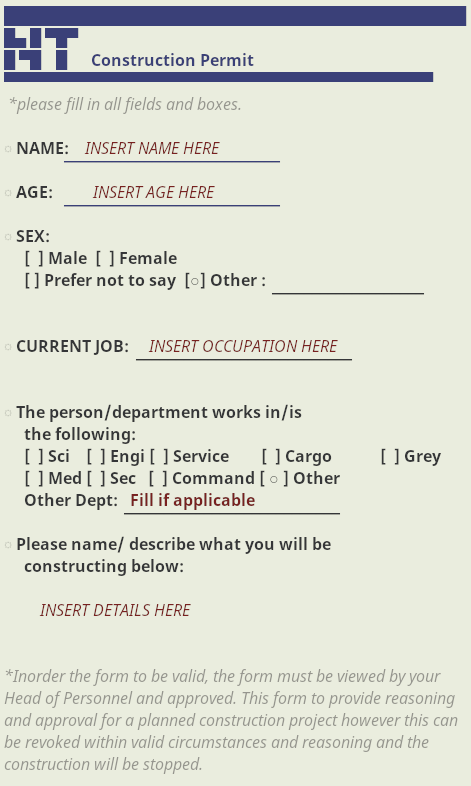 Construction Permit
*please fill in all fields and boxes.
○ NAME: INSERT NAME HERE
○ AGE: INSERT AGE HERE
○ SEX:
[ ] Male [ ] Female
[ ] Prefer not to say [○] Other :
○ CURRENT JOB: INSERT OCCUPATION HERE
○ The person/department works in/is
the following:
[ ] Sci [ ] Engi [ ] Service [ ] Cargo [ ] Grey
[ ] Med [ ] Sec [ ] Command [ ○ ] Other
Other Dept: Fill if applicable
○ Please name/ describe what you will be
constructing below:
INSERT DETAILS HERE
*Inorder the form to be valid, the form must be viewed by your
Head of Personnel and approved. This form to provide reasoning
and approval for a planned construction project however this can
be revoked within valid circumstances and reasoning and the
construction will be stopped.